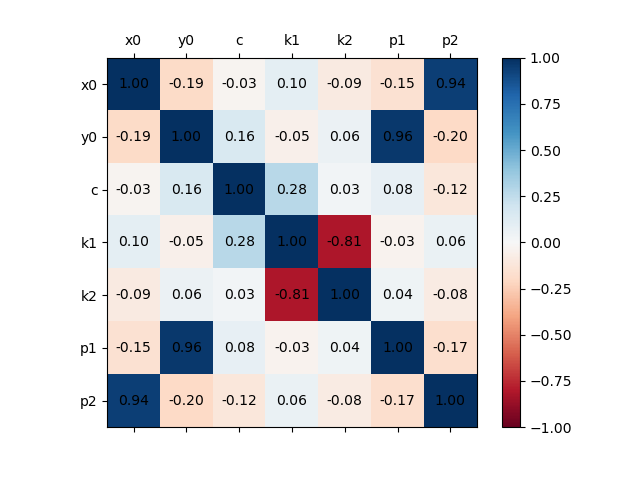 x0 y0 c k1 k2 p1 p2
x0 1.00 -0.19 -0.03 0.10 -0.09 -0.15 0.94
y0 -0.19 1.00 0.16 -0.05 0.06 0.96 -0.20
c -0.03 0.16 1.00 0.28 0.03 0.08 -0.12
k1 0.10 -0.05 0.28 1.00 -0.81 -0.03 0.06
k2 -0.09 0.06 0.03 -0.81 1.00 0.04 -0.08
p1 -0.15 0.96 0.08 -0.03 0.04 1.00 -0.17
p2 0.94 -0.20 -0.12 0.06 -0.08 -0.17 1.00
1.00
0.75
0.50
0.25
0.00
−0.25
−0.50
−0.75
−1.00